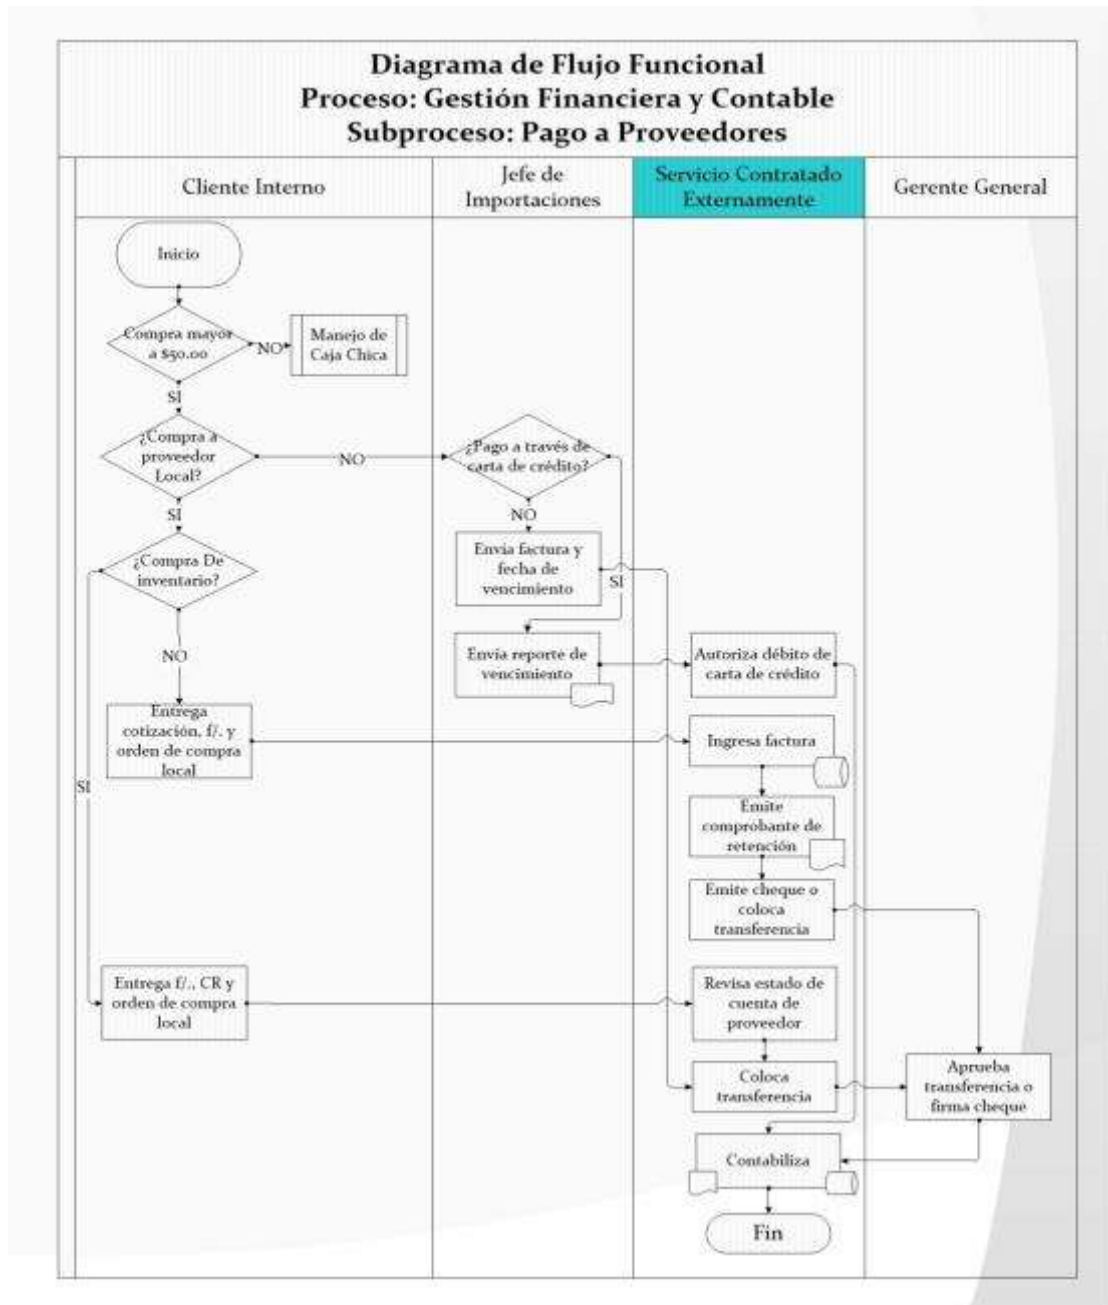 Diagrama de Flujo Funcional
Proceso: Gestión Financiera y Contable
Subproceso: Pago a Proveedores
Cliente Interno
Jefe de
Importaciones
Servicio Contratado
Externamente
Gerente General
Inicio
Compra mayor
a $50.00
NO
Manejo de
Caja Chica
SI
¿Compra a
proveedor
Local?
NO
¿Pago a través de
carta de crédito?
SI
NO
¿Compra De
inventario?
Envía factura y
fecha de
vencimiento
SI
NO
Envía reporte de
vencimiento
Autoriza débito de
carta de crédito
Entrega
cotización, f/. y
orden de compra
local
Ingresa factura
SI
Emite
comprobante de
retención
Emite cheque o
coloca
transferencia
Entrega f/., CR y
orden de compra
local
Revisa estado de
cuenta de
proveedor
Coloca
transferencia
Aprueba
transferencia o
firma cheque
Contabiliza
Fin